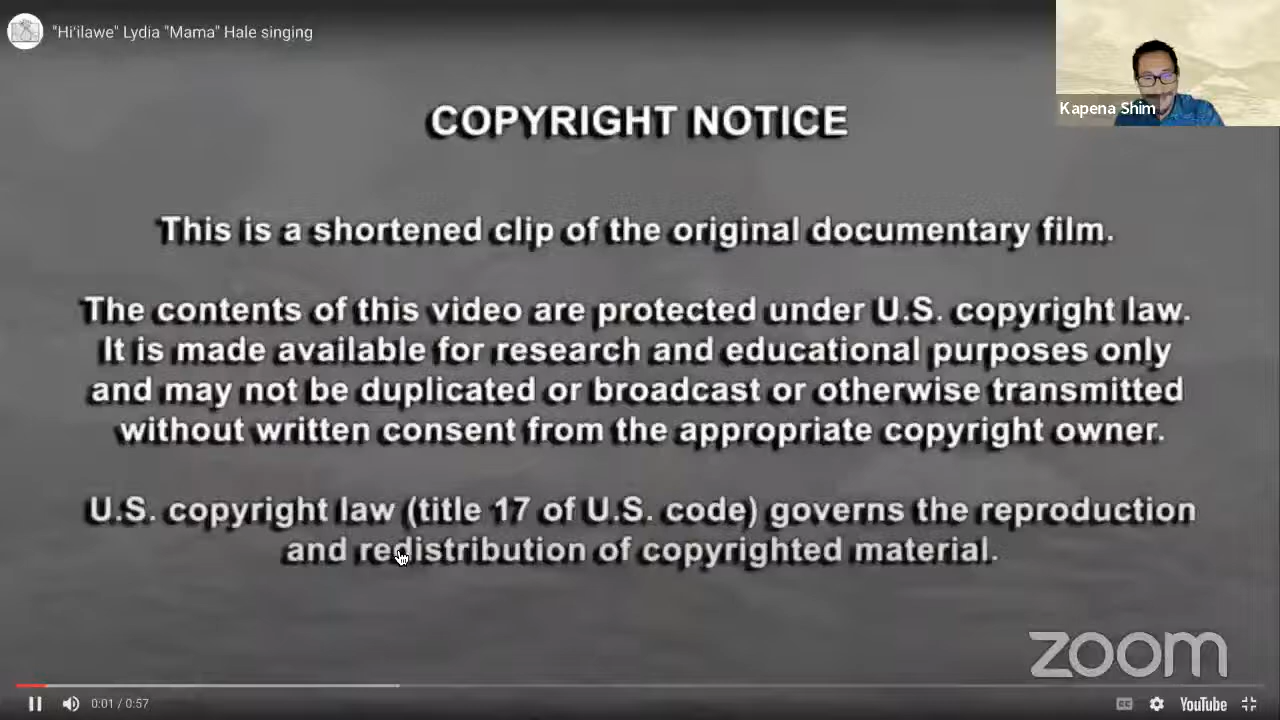 "Hi'ilawe" Lydia "Mama" Hale singing
Kapena Shim
COPYRIGHT NOTICE
This is a shortened clip of the original documentary film.
The contents of this video are protected under U.S. copyright law.
It is made available for research and educational purposes only
and may not be duplicated or broadcast or otherwise transmitted
without written consent from the appropriate copyright owner.
U.S. copyright law (title 17 of U.S. code) governs the reproduction
and redistribution of copyrighted material.
zoom
0:01 / 0:57
CC
YouTube